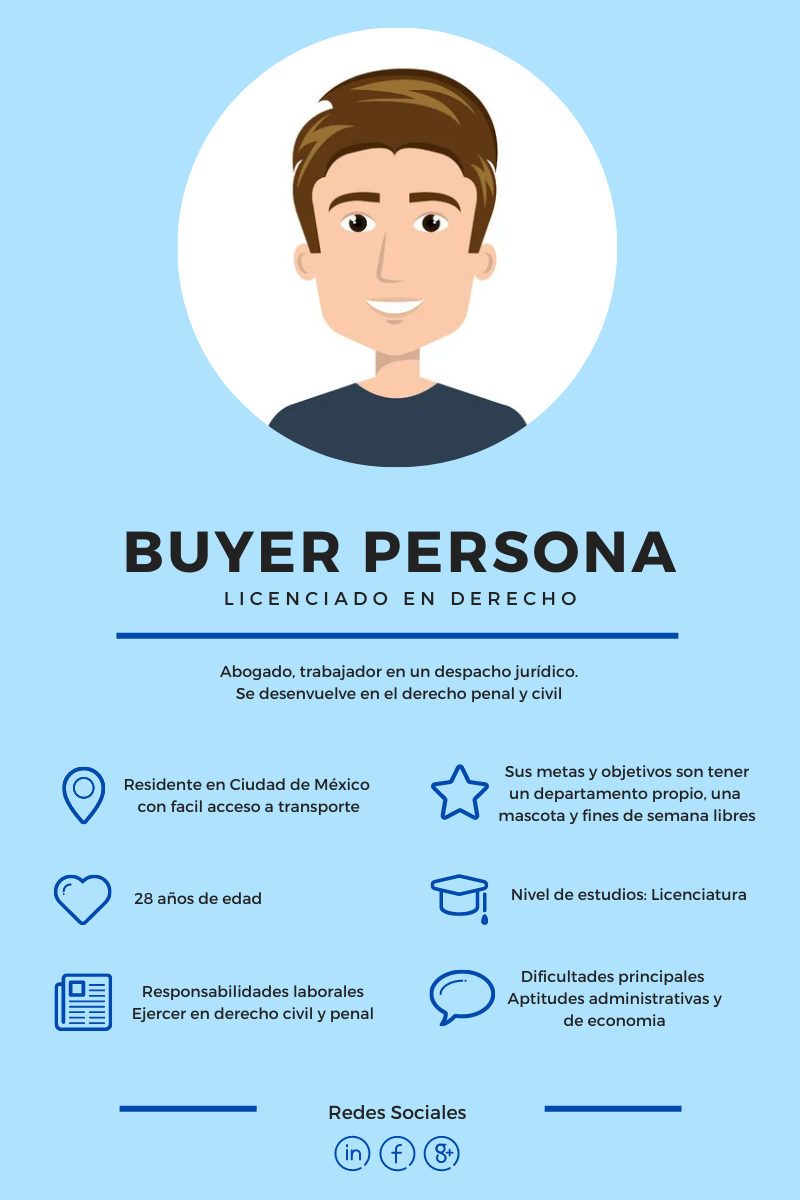 BUYER PERSONA
LICENCIADO EN DERECHO
Abogado, trabajador en un despacho jurídico.
Se desenvuelve en el derecho penal y civil
Residente en Ciudad de México
con facil acceso a transporte
Sus metas y objetivos son tener
un departamento propio, una
mascota y fines de semana libres
28 años de edad
Nivel de estudios: Licenciatura
Responsabilidades laborales
Ejercer en derecho civil y penal
Dificultades principales
Aptitudes administrativas y
de economia
Redes Sociales
in f g+